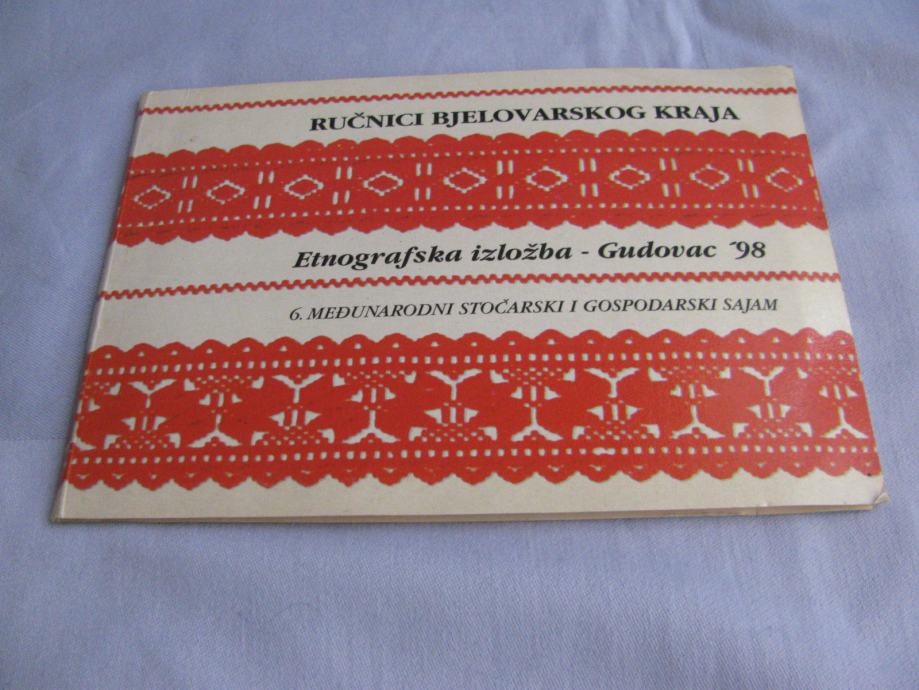 RUČNICI BJELOVARSKOG KRAJA
Etnografska izložba - Gudovac ´98
6. MEĐUNARODNI STOČARSKI I GOSPODARSKI SAJAM